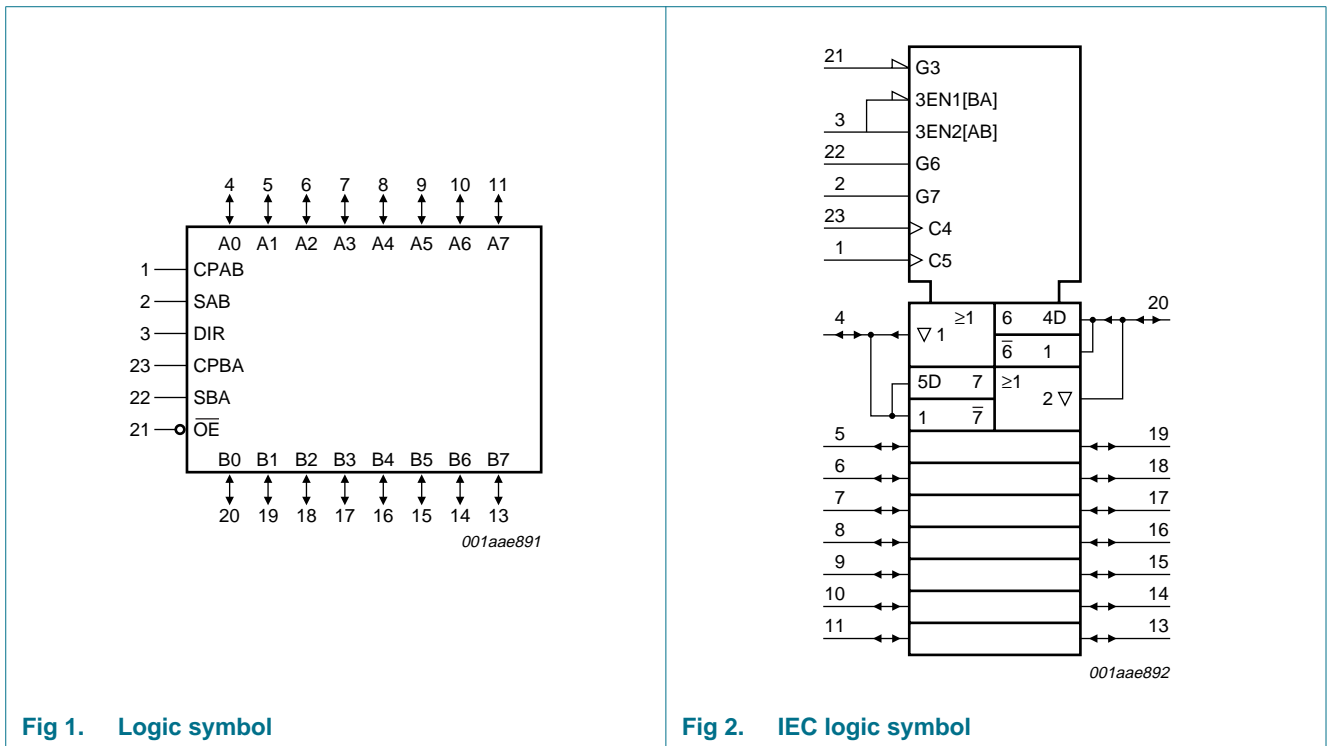 4 5 6 7 8 9 10 11
A0 A1 A2 A3 A4 A5 A6 A7
1 CPAB
2 SAB
3 DIR
23 CPBA
22 SBA
21 O̅E̅
B0 B1 B2 B3 B4 B5 B6 B7
20 19 18 17 16 15 14 13
001aae891
Fig 1. Logic symbol
21 G3
3EN1[BA]
3 3EN2[AB]
22 G6
2 G7
23 C4
1 C5
4 ▽ 1 ≥1 6 4D 20
6̅ 1
5D 7 ≥1 2 ▽
1 7̅
5 19
6 18
7 17
8 16
9 15
10 14
11 13
001aae892
Fig 2. IEC logic symbol